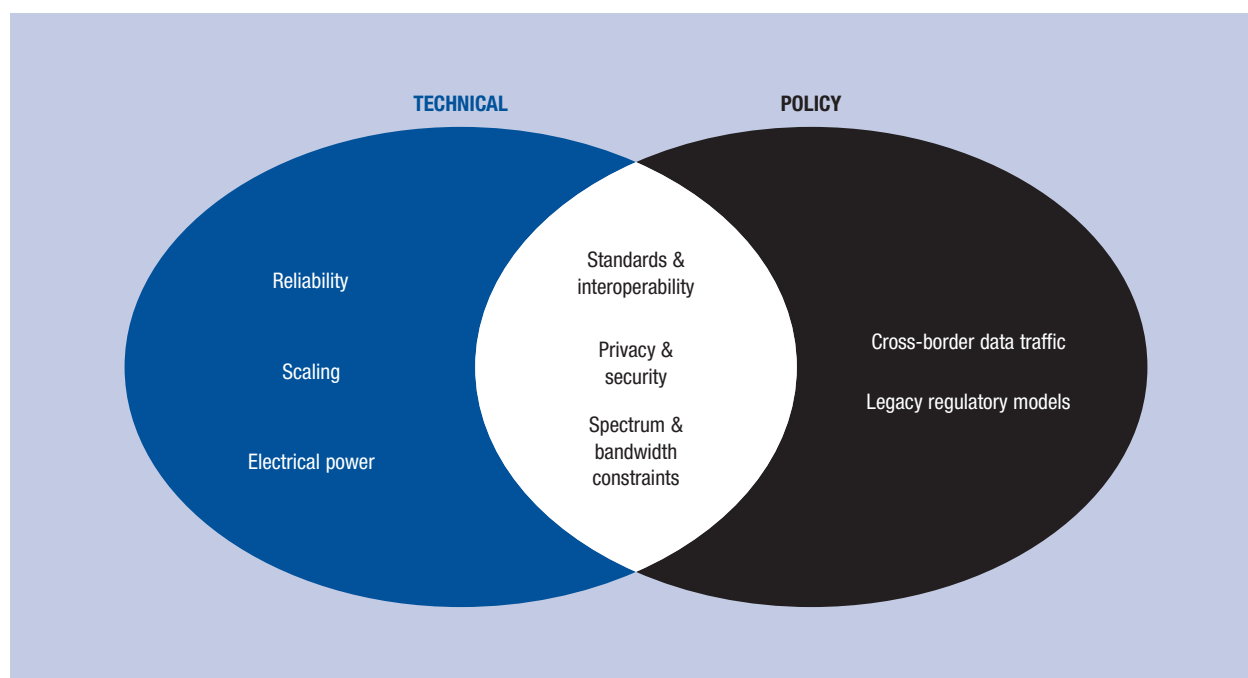 TECHNICAL
POLICY
Reliability
Scaling
Electrical power
Standards &
interoperability
Privacy &
security
Spectrum &
bandwidth
constraints
Cross-border data traffic
Legacy regulatory models